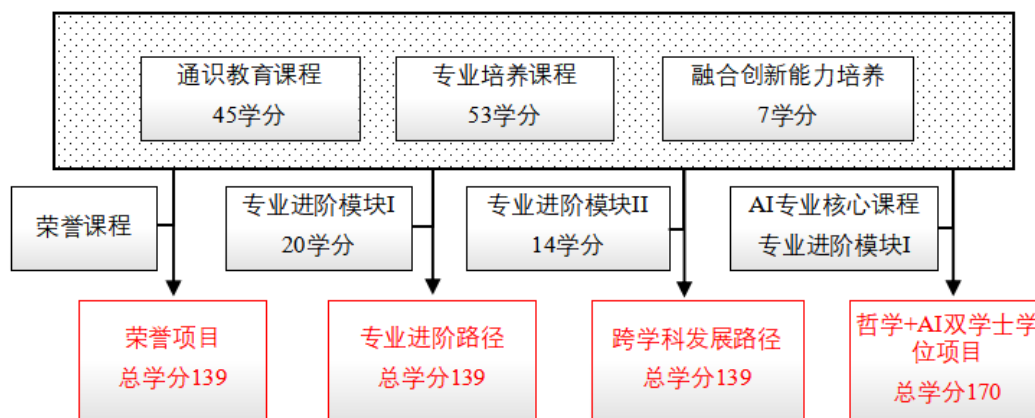 通识教育课程
45学分
专业培养课程
53学分
融合创新能力培养
7学分
荣誉课程
专业进阶模块I
20学分
专业进阶模块II
14学分
AI专业核心课程
专业进阶模块I
荣誉项目
总学分139
专业进阶路径
总学分139
跨学科发展路径
总学分139
哲学+AI双学士学
位项目
总学分170